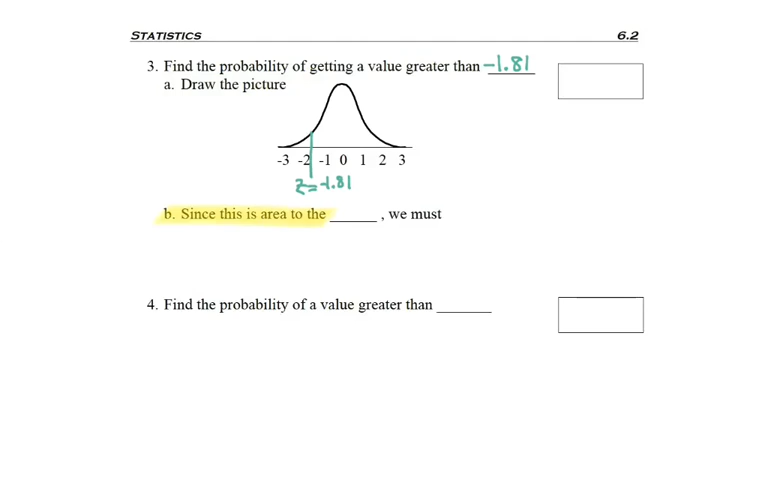 STATISTICS 6.2
3. Find the probability of getting a value greater than -1.81
a. Draw the picture
-3 -2 -1 0 1 2 3
z=-1.81
b. Since this is area to the ______ , we must
4. Find the probability of a value greater than _______